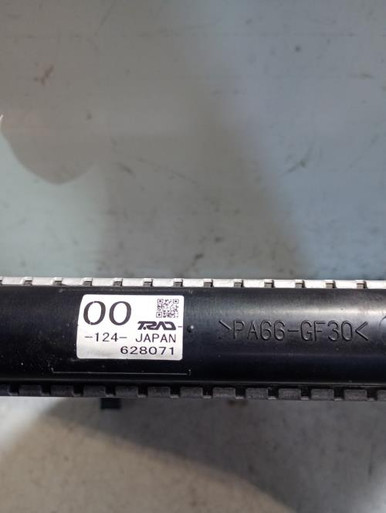 00 TRAD
-124- JAPAN
628071
>PA66-GF30<